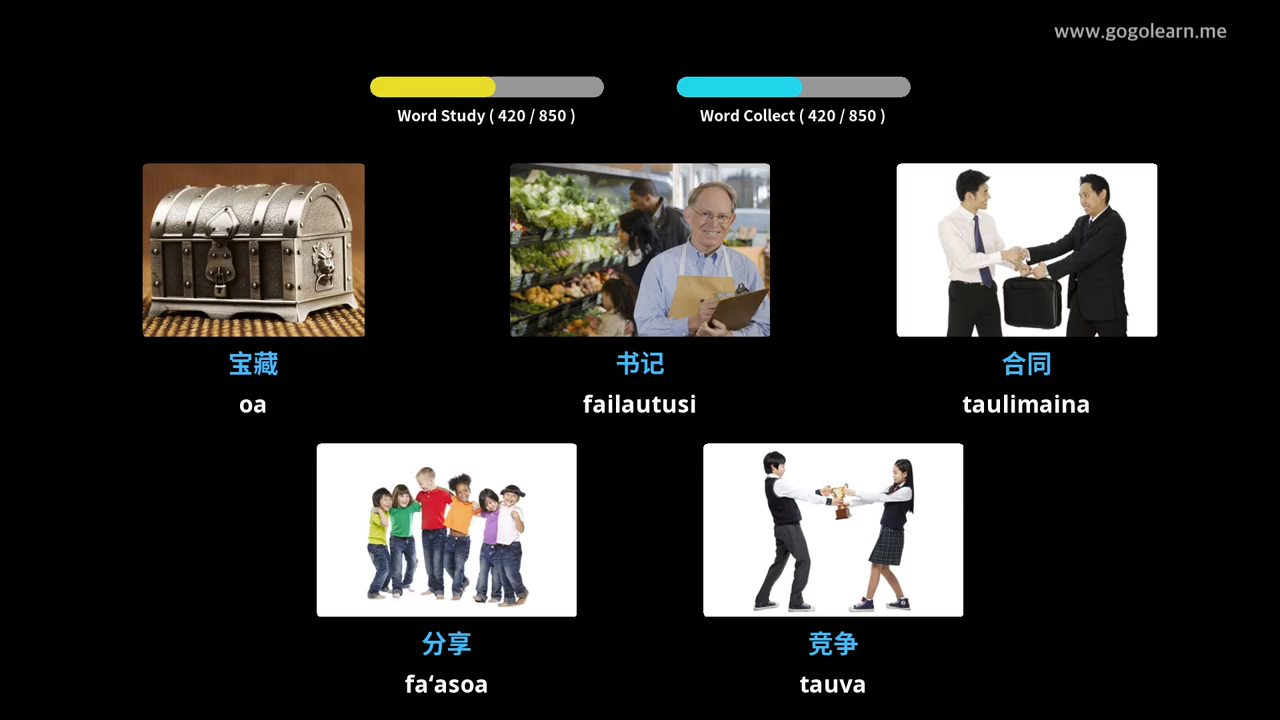 www.gogolearn.me
Word Study ( 420 / 850 )
Word Collect ( 420 / 850 )
宝藏
oa
书记
failautusi
合同
taulimaina
分享
fa‘asoa
竞争
tauva